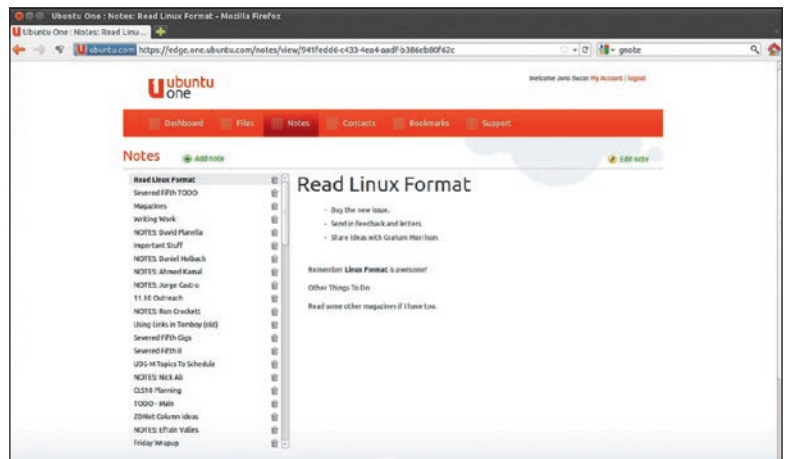 Ubuntu One : Notes: Read Linux Format - Mozilla Firefox
Ubuntu One : Notes: Read Linu...
ubuntu.com https://edge.one.ubuntu.com/notes/view/941fedd6-c433-4ea4-aadf-b386eb80f62c
gnote
ubuntu one
Welcome Jono Bacon My Account | logout
Dashboard Files Notes Contacts Bookmarks Support
Notes Add note Edit note
Read Linux Format
Severed Fifth TODO
Magazines
Writing Work
NOTES: David Planella
Important Stuff
NOTES: Daniel Holbach
NOTES: Ahmed Kamal
NOTES: Jorge Castro
11.10 Outreach
NOTES: Ron Crockett
Using Links in Tomboy (old)
Severed Fifth Gigs
Severed Fifth II
UDS-M Topics To Schedule
NOTES: Nick Ali
CLS10 Planning
TODO - Main
ZDNet Column Ideas
NOTES: Efrain Valles
Friday Wrapup
Read Linux Format
- Buy the new issue.
- Send in feedback and letters.
- Share ideas with Graham Morrison.
Remember Linux Format is awesome!
Other Things To Do
Read some other magazines if I have too.